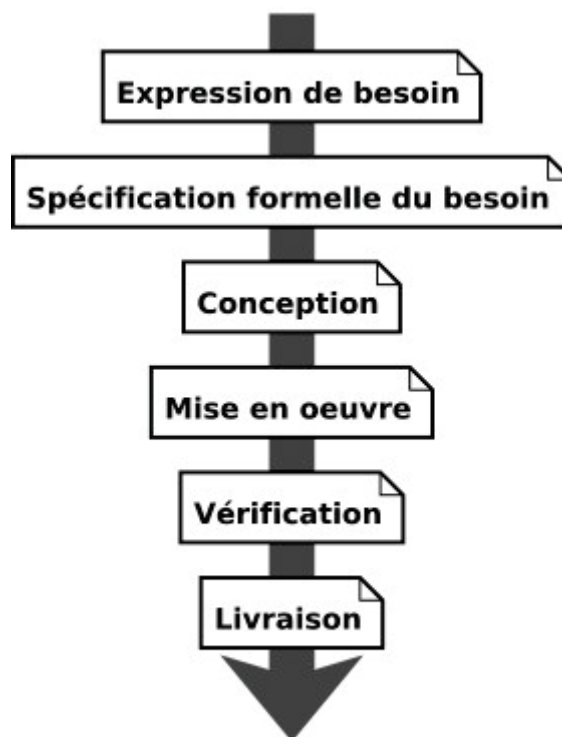 Expression de besoin
Spécification formelle du besoin
Conception
Mise en oeuvre
Vérification
Livraison